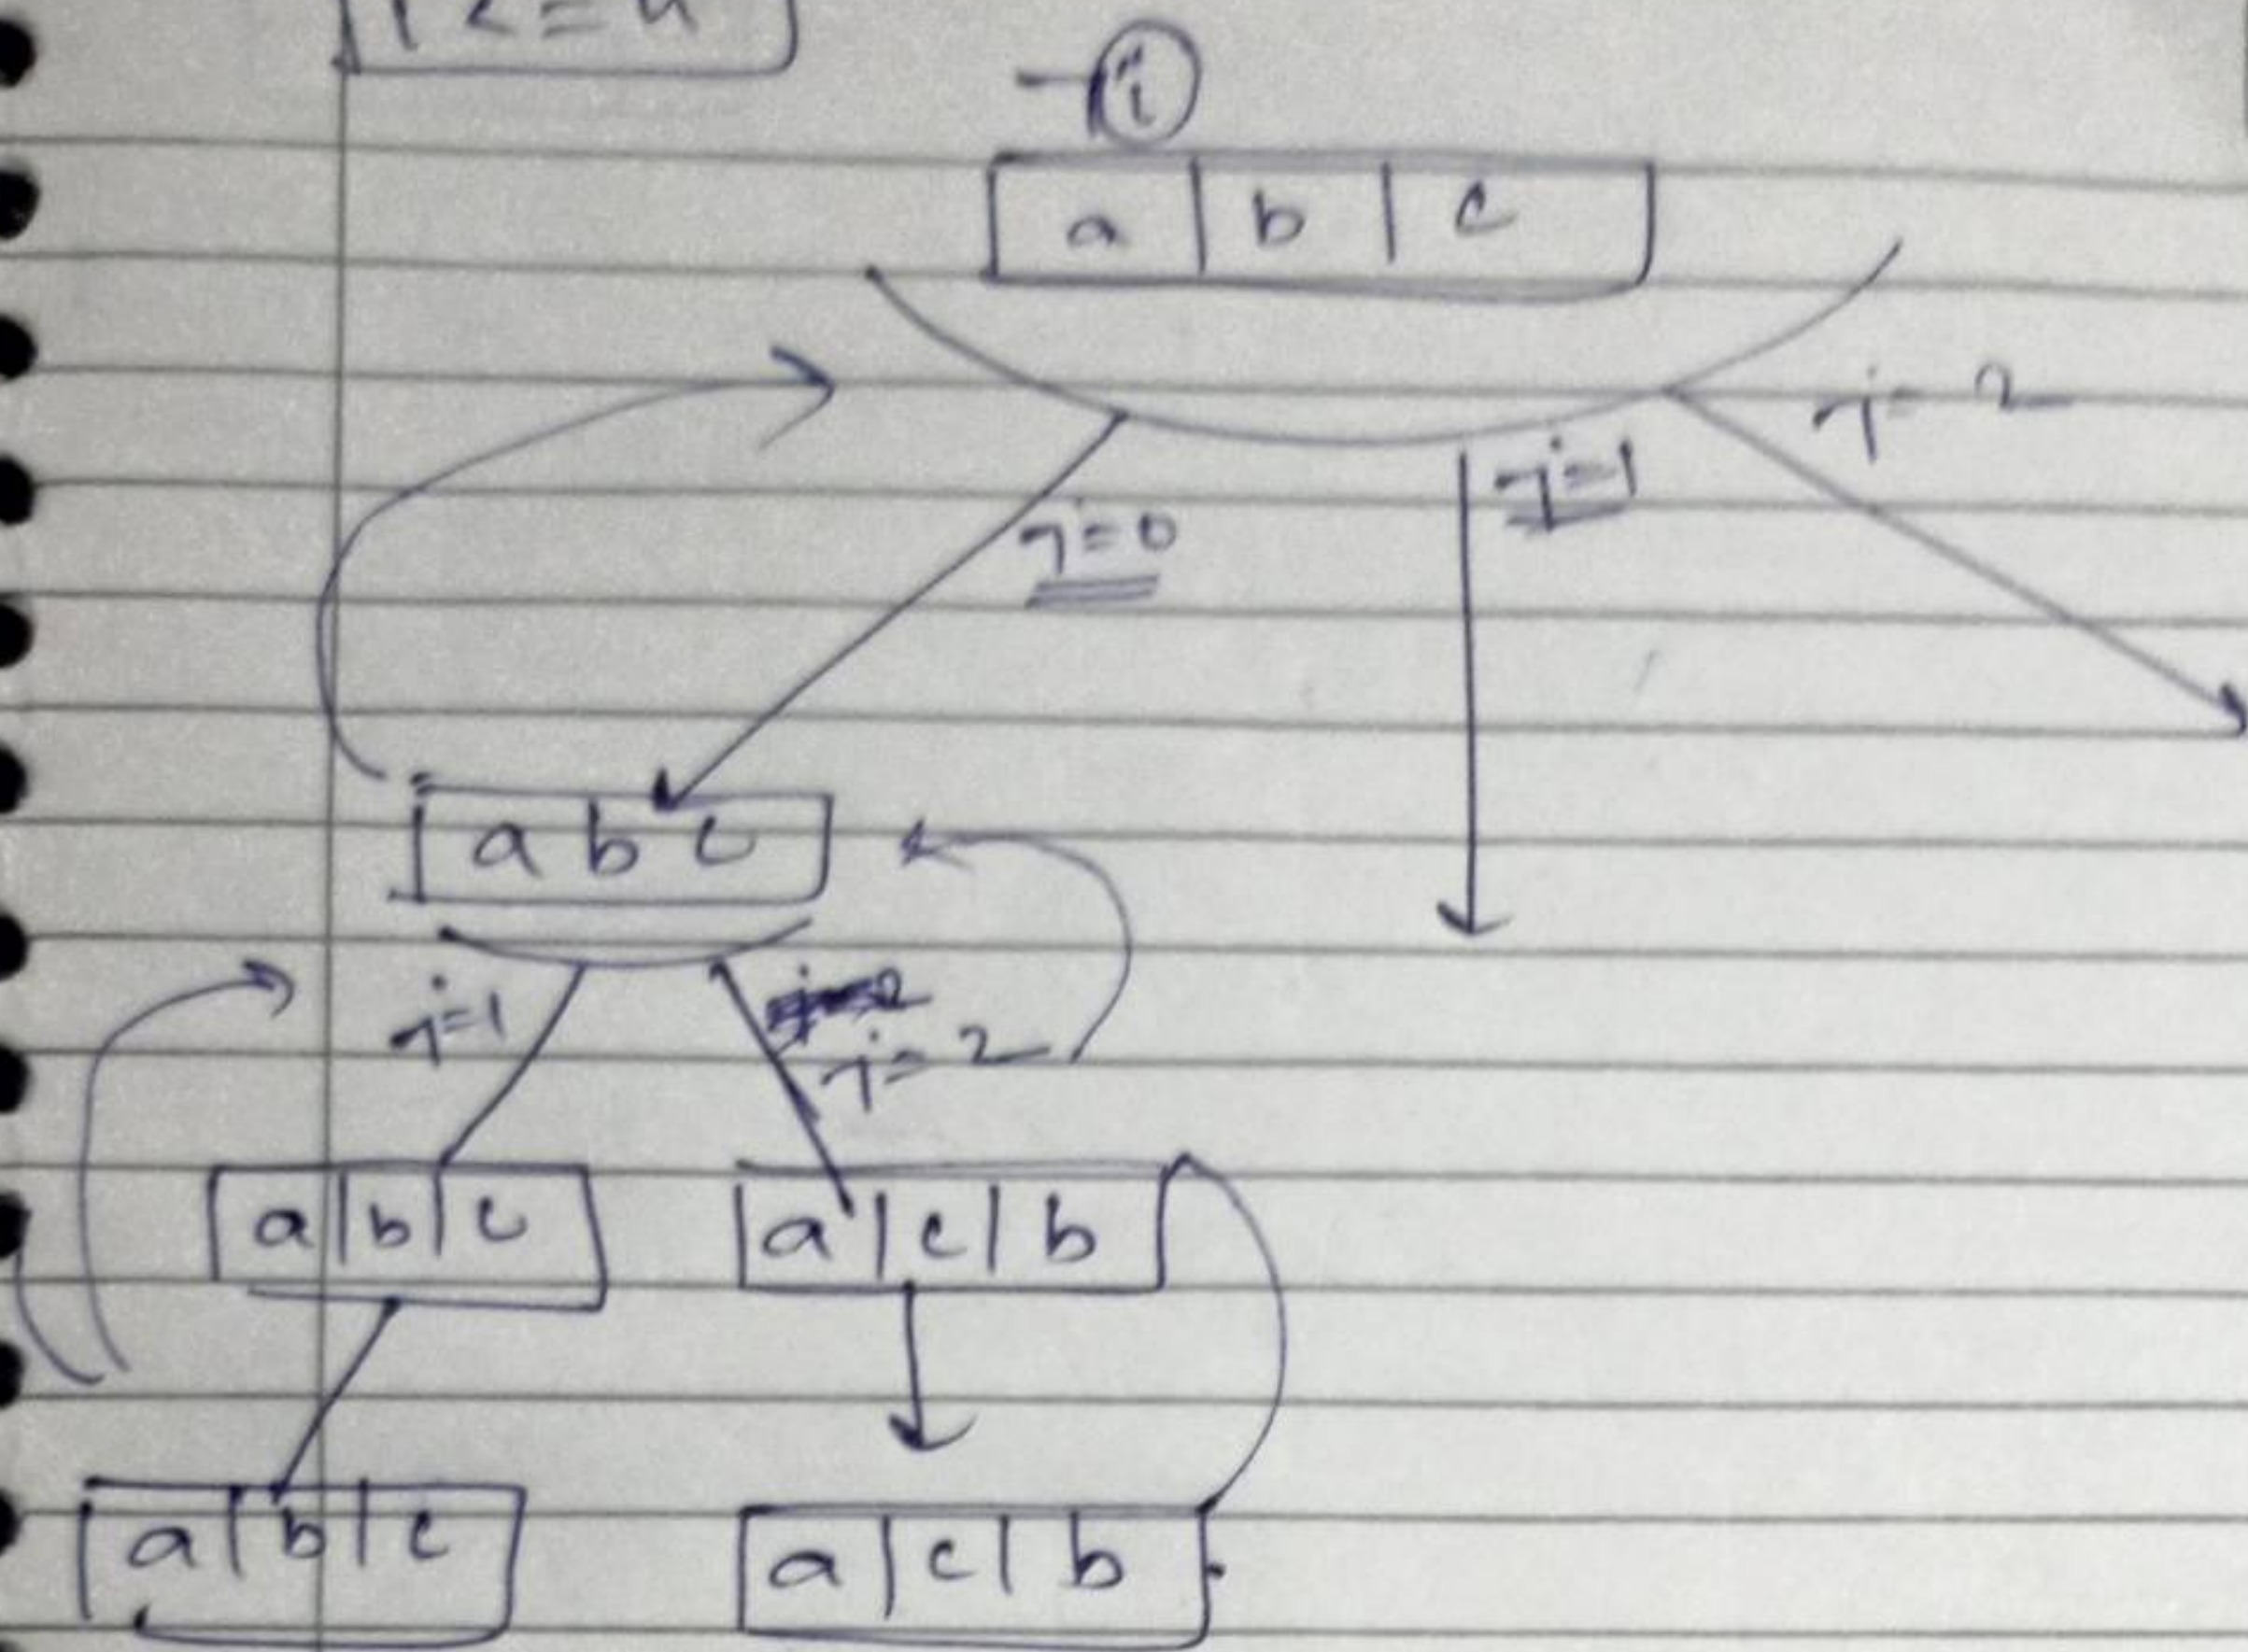 i
a | b | c
j = 2
j = 1
j = 0
a b c
j = 1
j = 2
a | b | c
a | c | b
a | b | c
a | c | b